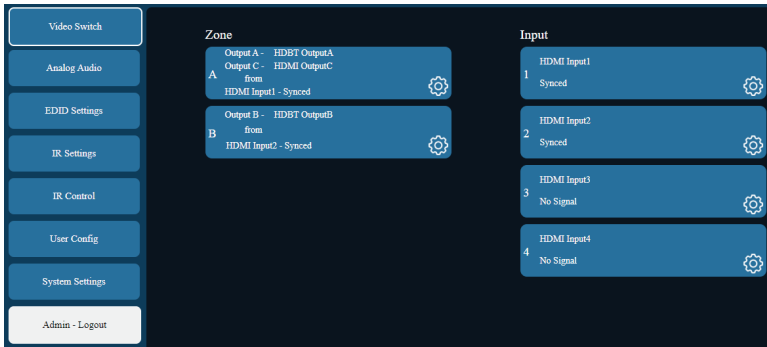 Video Switch
Analog Audio
EDID Settings
IR Settings
IR Control
User Config
System Settings
Admin - Logout
Zone
A
Output A - HDBT OutputA
Output C - HDMI OutputC
from
HDMI Input1 - Synced
B
Output B - HDBT OutputB
from
HDMI Input2 - Synced
Input
1
HDMI Input1
Synced
2
HDMI Input2
Synced
3
HDMI Input3
No Signal
4
HDMI Input4
No Signal